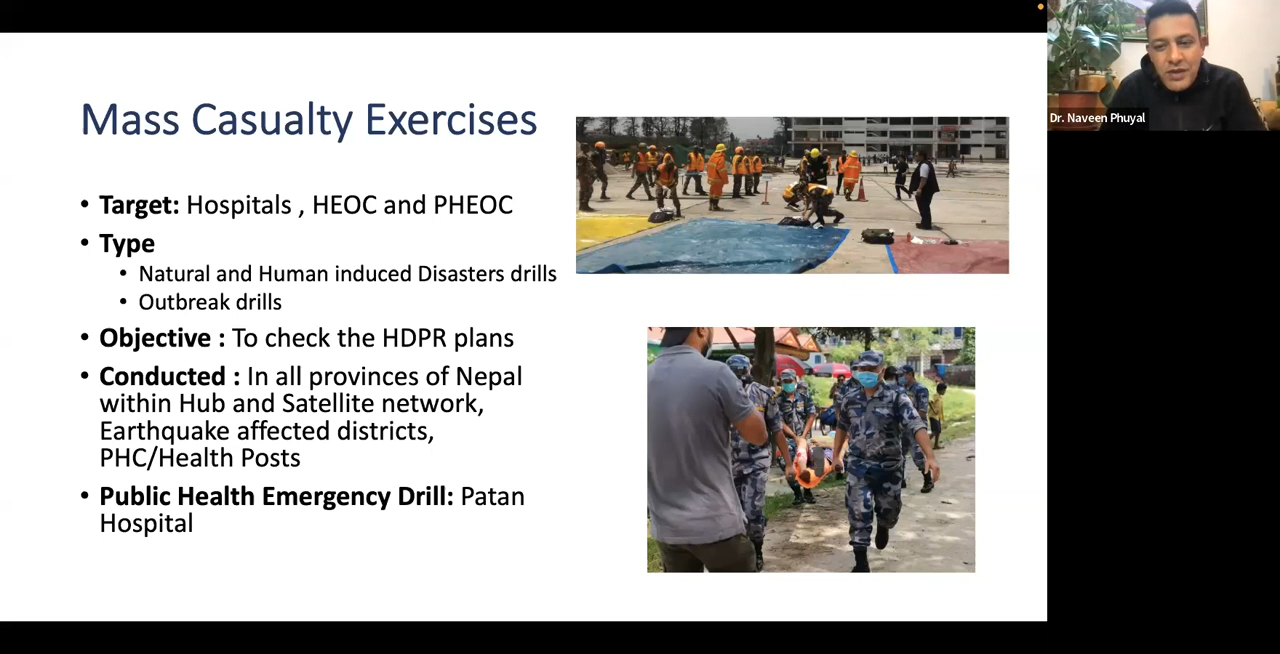 Mass Casualty Exercises
• Target: Hospitals , HEOC and PHEOC
• Type
• Natural and Human induced Disasters drills
• Outbreak drills
• Objective : To check the HDPR plans
• Conducted : In all provinces of Nepal
within Hub and Satellite network,
Earthquake affected districts,
PHC/Health Posts
• Public Health Emergency Drill: Patan
Hospital
Dr. Naveen Phuyal